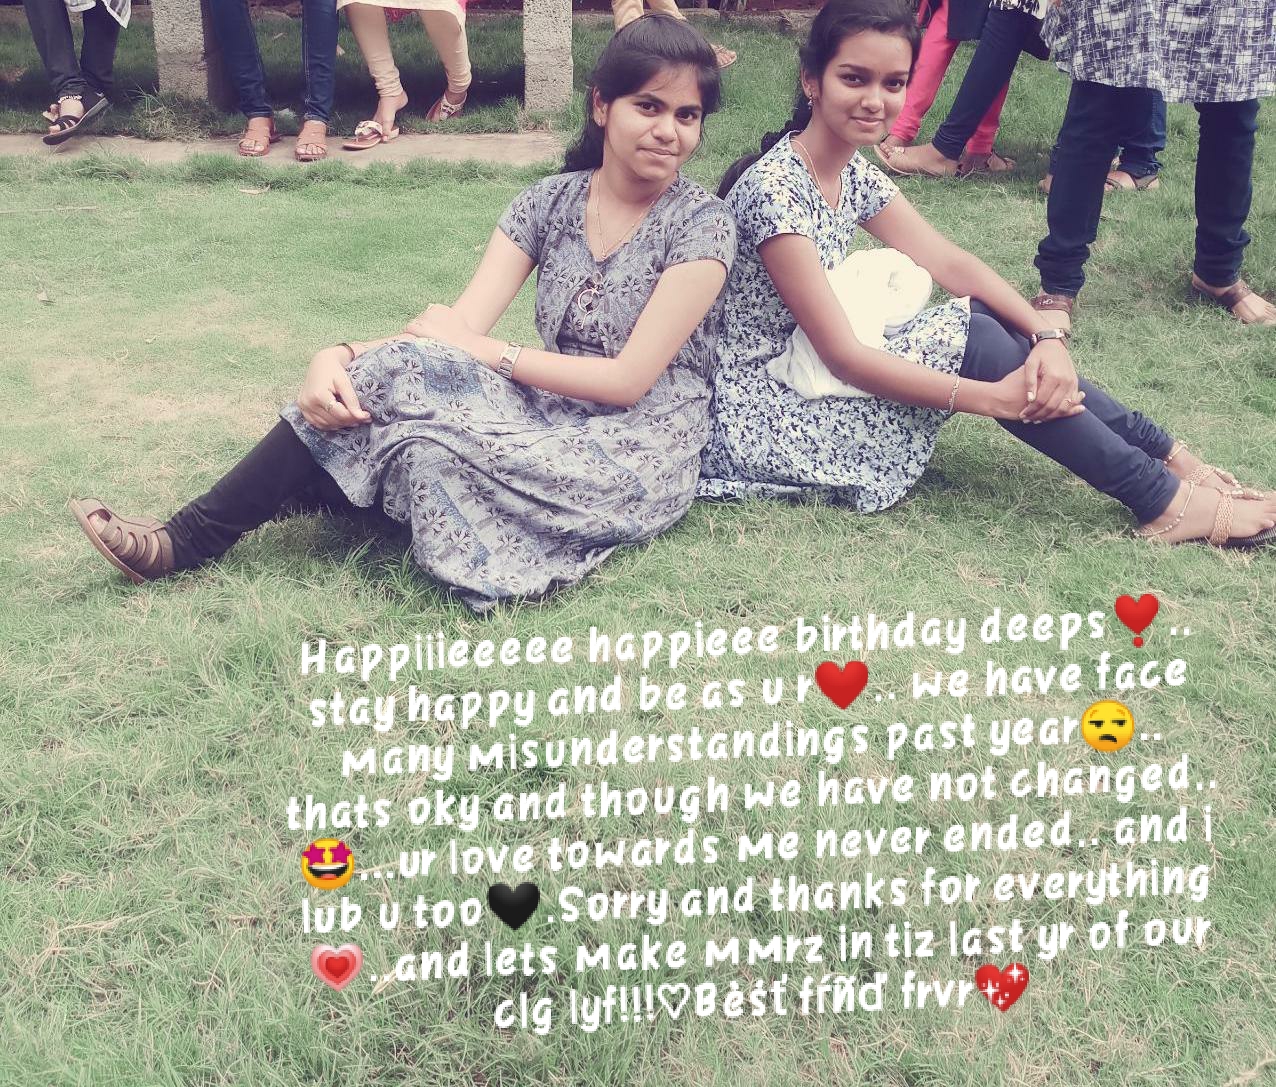 Happiiieeeee happieee birthday deeps❣..
stay happy and be as u r❤.. we have face
many misunderstandings past year😒..
thats oky and though we have not changed..
🤩...ur love towards me never ended.. and i
lub u too🖤.Sorry and thanks for everything
💗..and lets make mmrz in tiz last yr of our
clg lyf!!!♡Bèśť fŕñď frvr💖